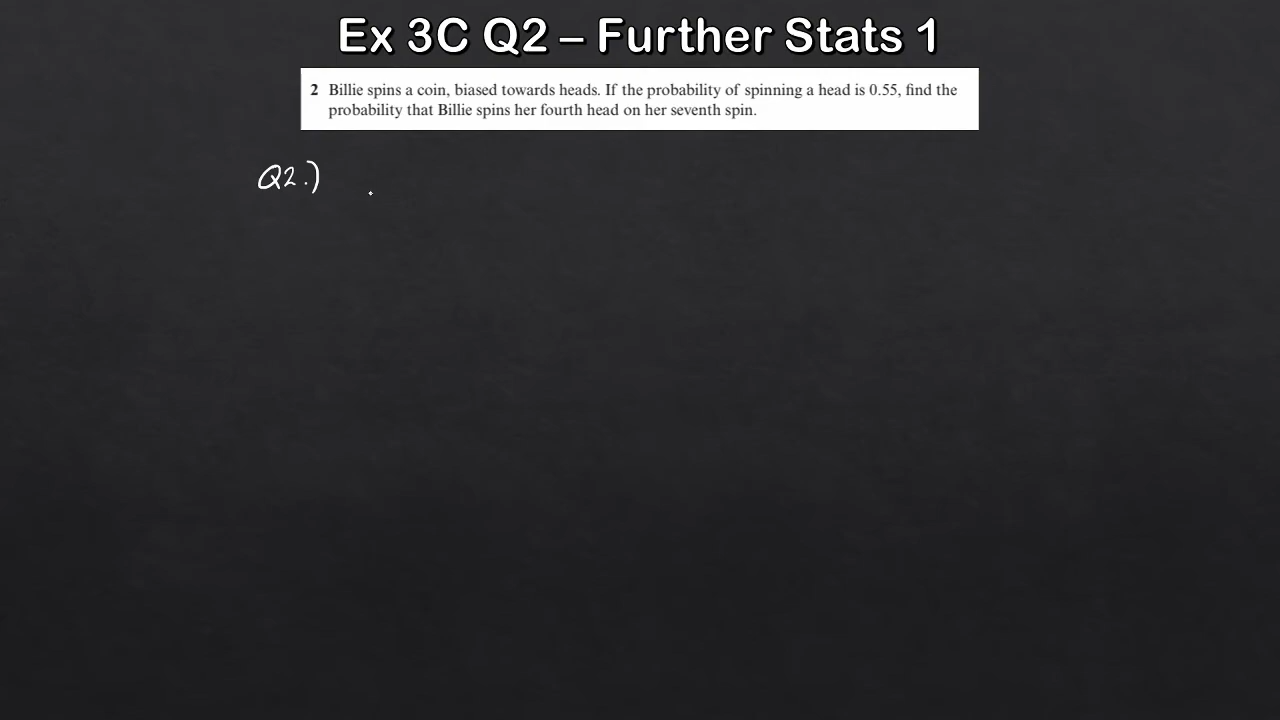 Ex 3C Q2 – Further Stats 1
2 Billie spins a coin, biased towards heads. If the probability of spinning a head is 0.55, find the
probability that Billie spins her fourth head on her seventh spin.
Q2.)